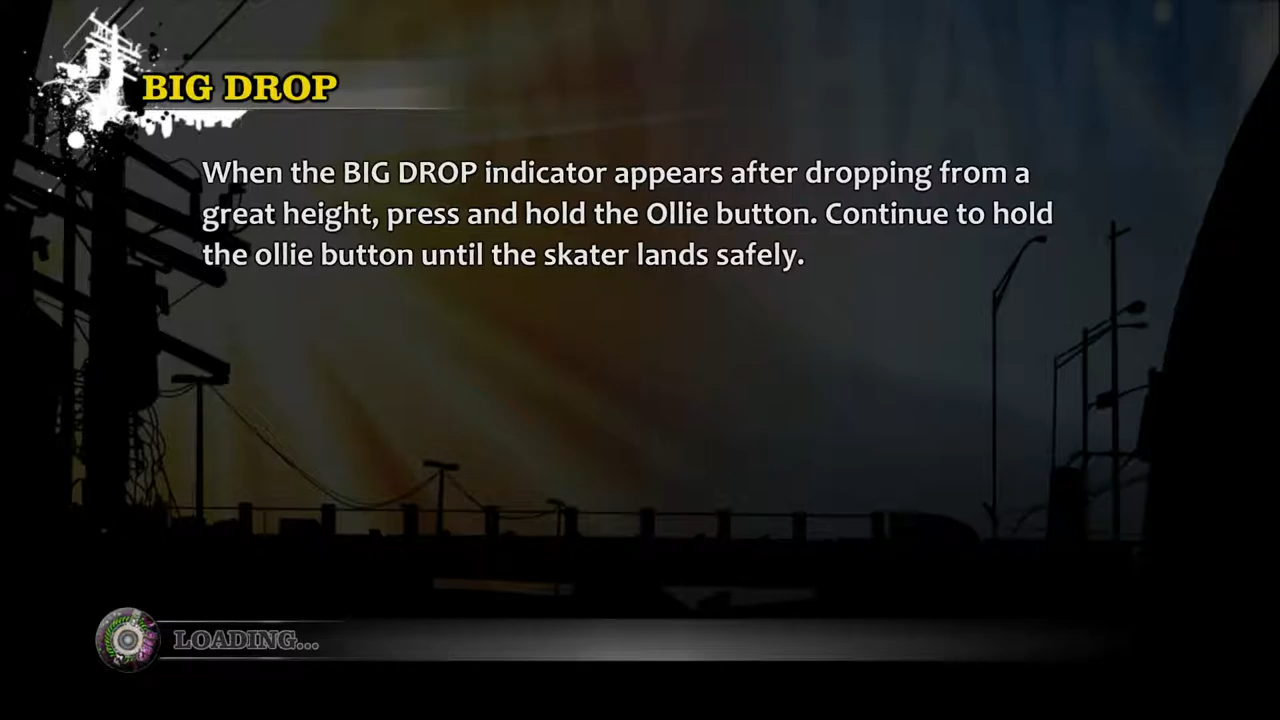 BIG DROP
When the BIG DROP indicator appears after dropping from a
great height, press and hold the Ollie button. Continue to hold
the ollie button until the skater lands safely.
LOADING...